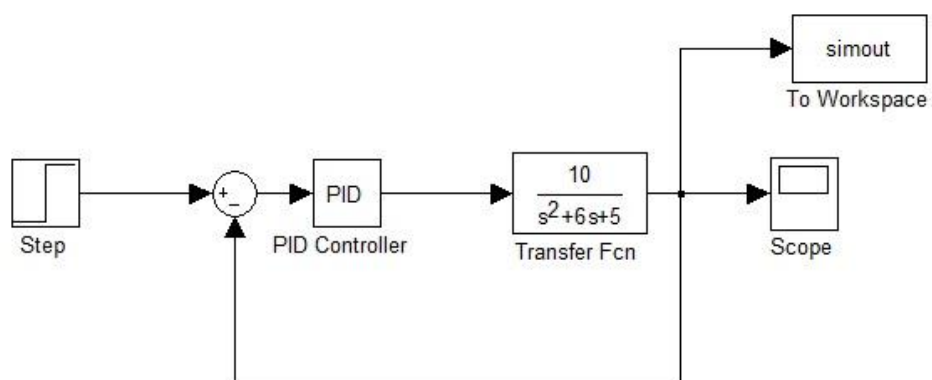 simout
To Workspace
+
−
PID
10
s²+6s+5
Step
PID Controller
Transfer Fcn
Scope